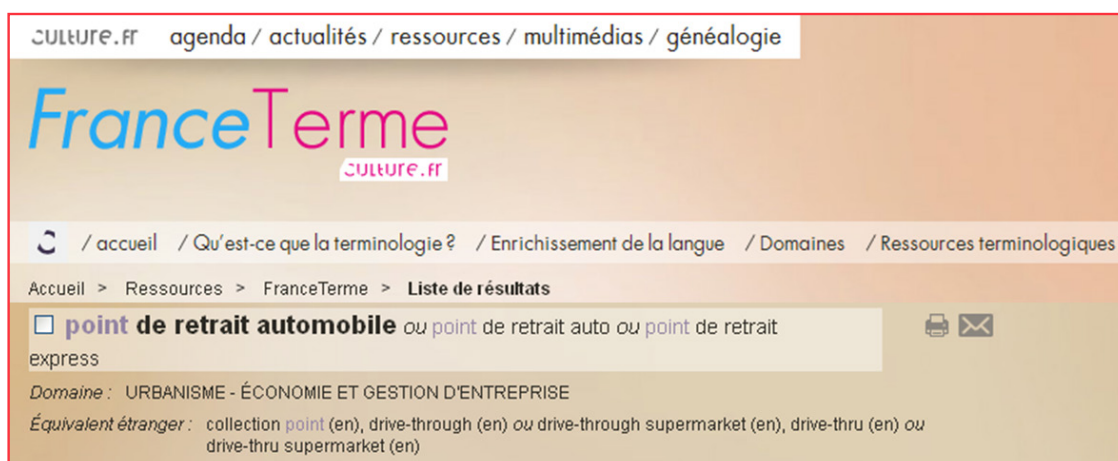 culture.fr agenda / actualités / ressources / multimédias / généalogie
FranceTerme
culture.fr
/ accueil / Qu'est-ce que la terminologie ? / Enrichissement de la langue / Domaines / Ressources terminologiques
Accueil > Ressources > FranceTerme > Liste de résultats
point de retrait automobile ou point de retrait auto ou point de retrait
express
Domaine : URBANISME - ÉCONOMIE ET GESTION D'ENTREPRISE
Équivalent étranger : collection point (en), drive-through (en) ou drive-through supermarket (en), drive-thru (en) ou
drive-thru supermarket (en)